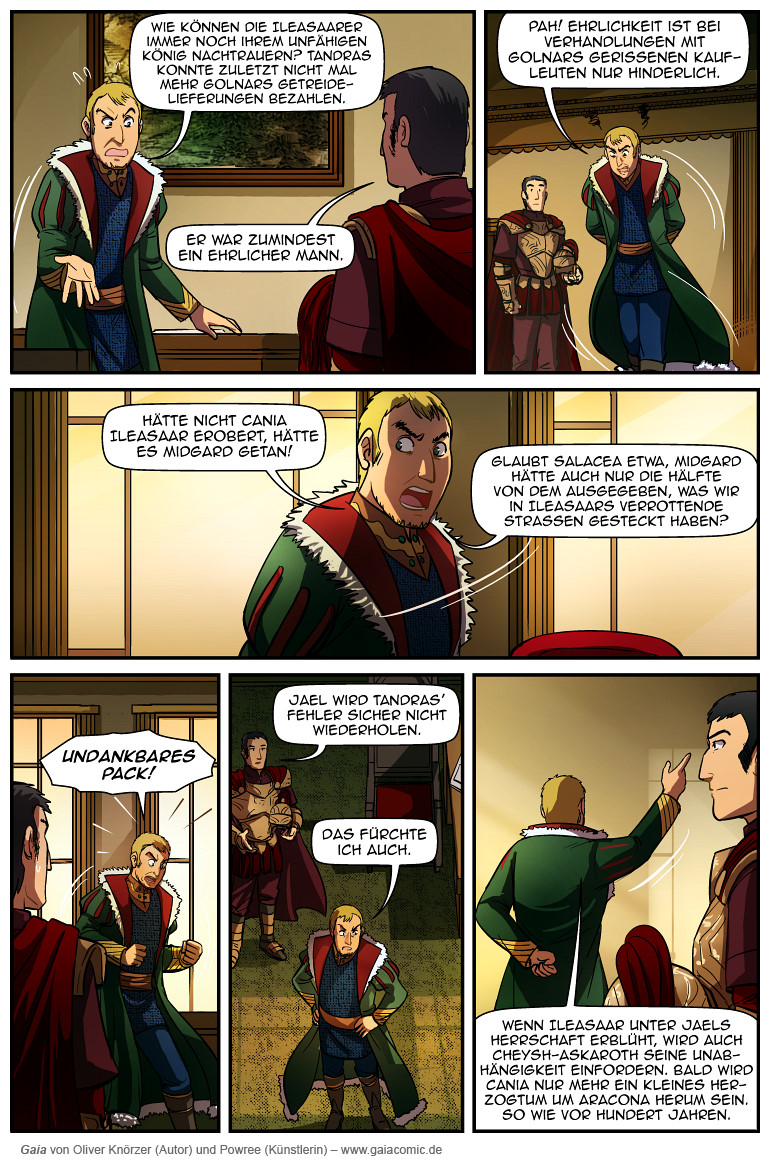 WIE KÖNNEN DIE ILEASAARER
IMMER NOCH IHREM UNFÄHIGEN
KÖNIG NACHTRAUERN? TANDRAS
KONNTE ZULETZT NICHT MAL
MEHR GOLNARS GETREIDE-
LIEFERUNGEN BEZAHLEN.
ER WAR ZUMINDEST
EIN EHRLICHER MANN.
PAH! EHRLICHKEIT IST BEI
VERHANDLUNGEN MIT
GOLNARS GERISSENEN KAUF-
LEUTEN NUR HINDERLICH.
HÄTTE NICHT CANIA
ILEASAAR EROBERT, HÄTTE
ES MIDGARD GETAN!
GLAUBT SALACEA ETWA, MIDGARD
HÄTTE AUCH NUR DIE HÄLFTE
VON DEM AUSGEGEBEN, WAS WIR
IN ILEASAARS VERROTTENDE
STRASSEN GESTECKT HABEN?
UNDANKBARES
PACK!
JAEL WIRD TANDRAS'
FEHLER SICHER NICHT
WIEDERHOLEN.
DAS FÜRCHTE
ICH AUCH.
WENN ILEASAAR UNTER JAELS
HERRSCHAFT ERBLÜHT, WIRD AUCH
CHEYSH-ASKAROTH SEINE UNAB-
HÄNGIGKEIT EINFORDERN. BALD WIRD
CANIA NUR MEHR EIN KLEINES HER-
ZOGTUM UM ARACONA HERUM SEIN.
SO WIE VOR HUNDERT JAHREN.
Gaia von Oliver Knörzer (Autor) und Powree (Künstlerin) – www.gaiacomic.de